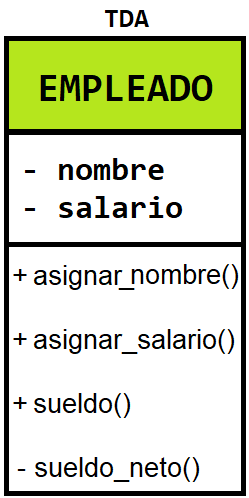 TDA
EMPLEADO
- nombre
- salario
+ asignar_nombre()
+ asignar_salario()
+ sueldo()
- sueldo_neto()